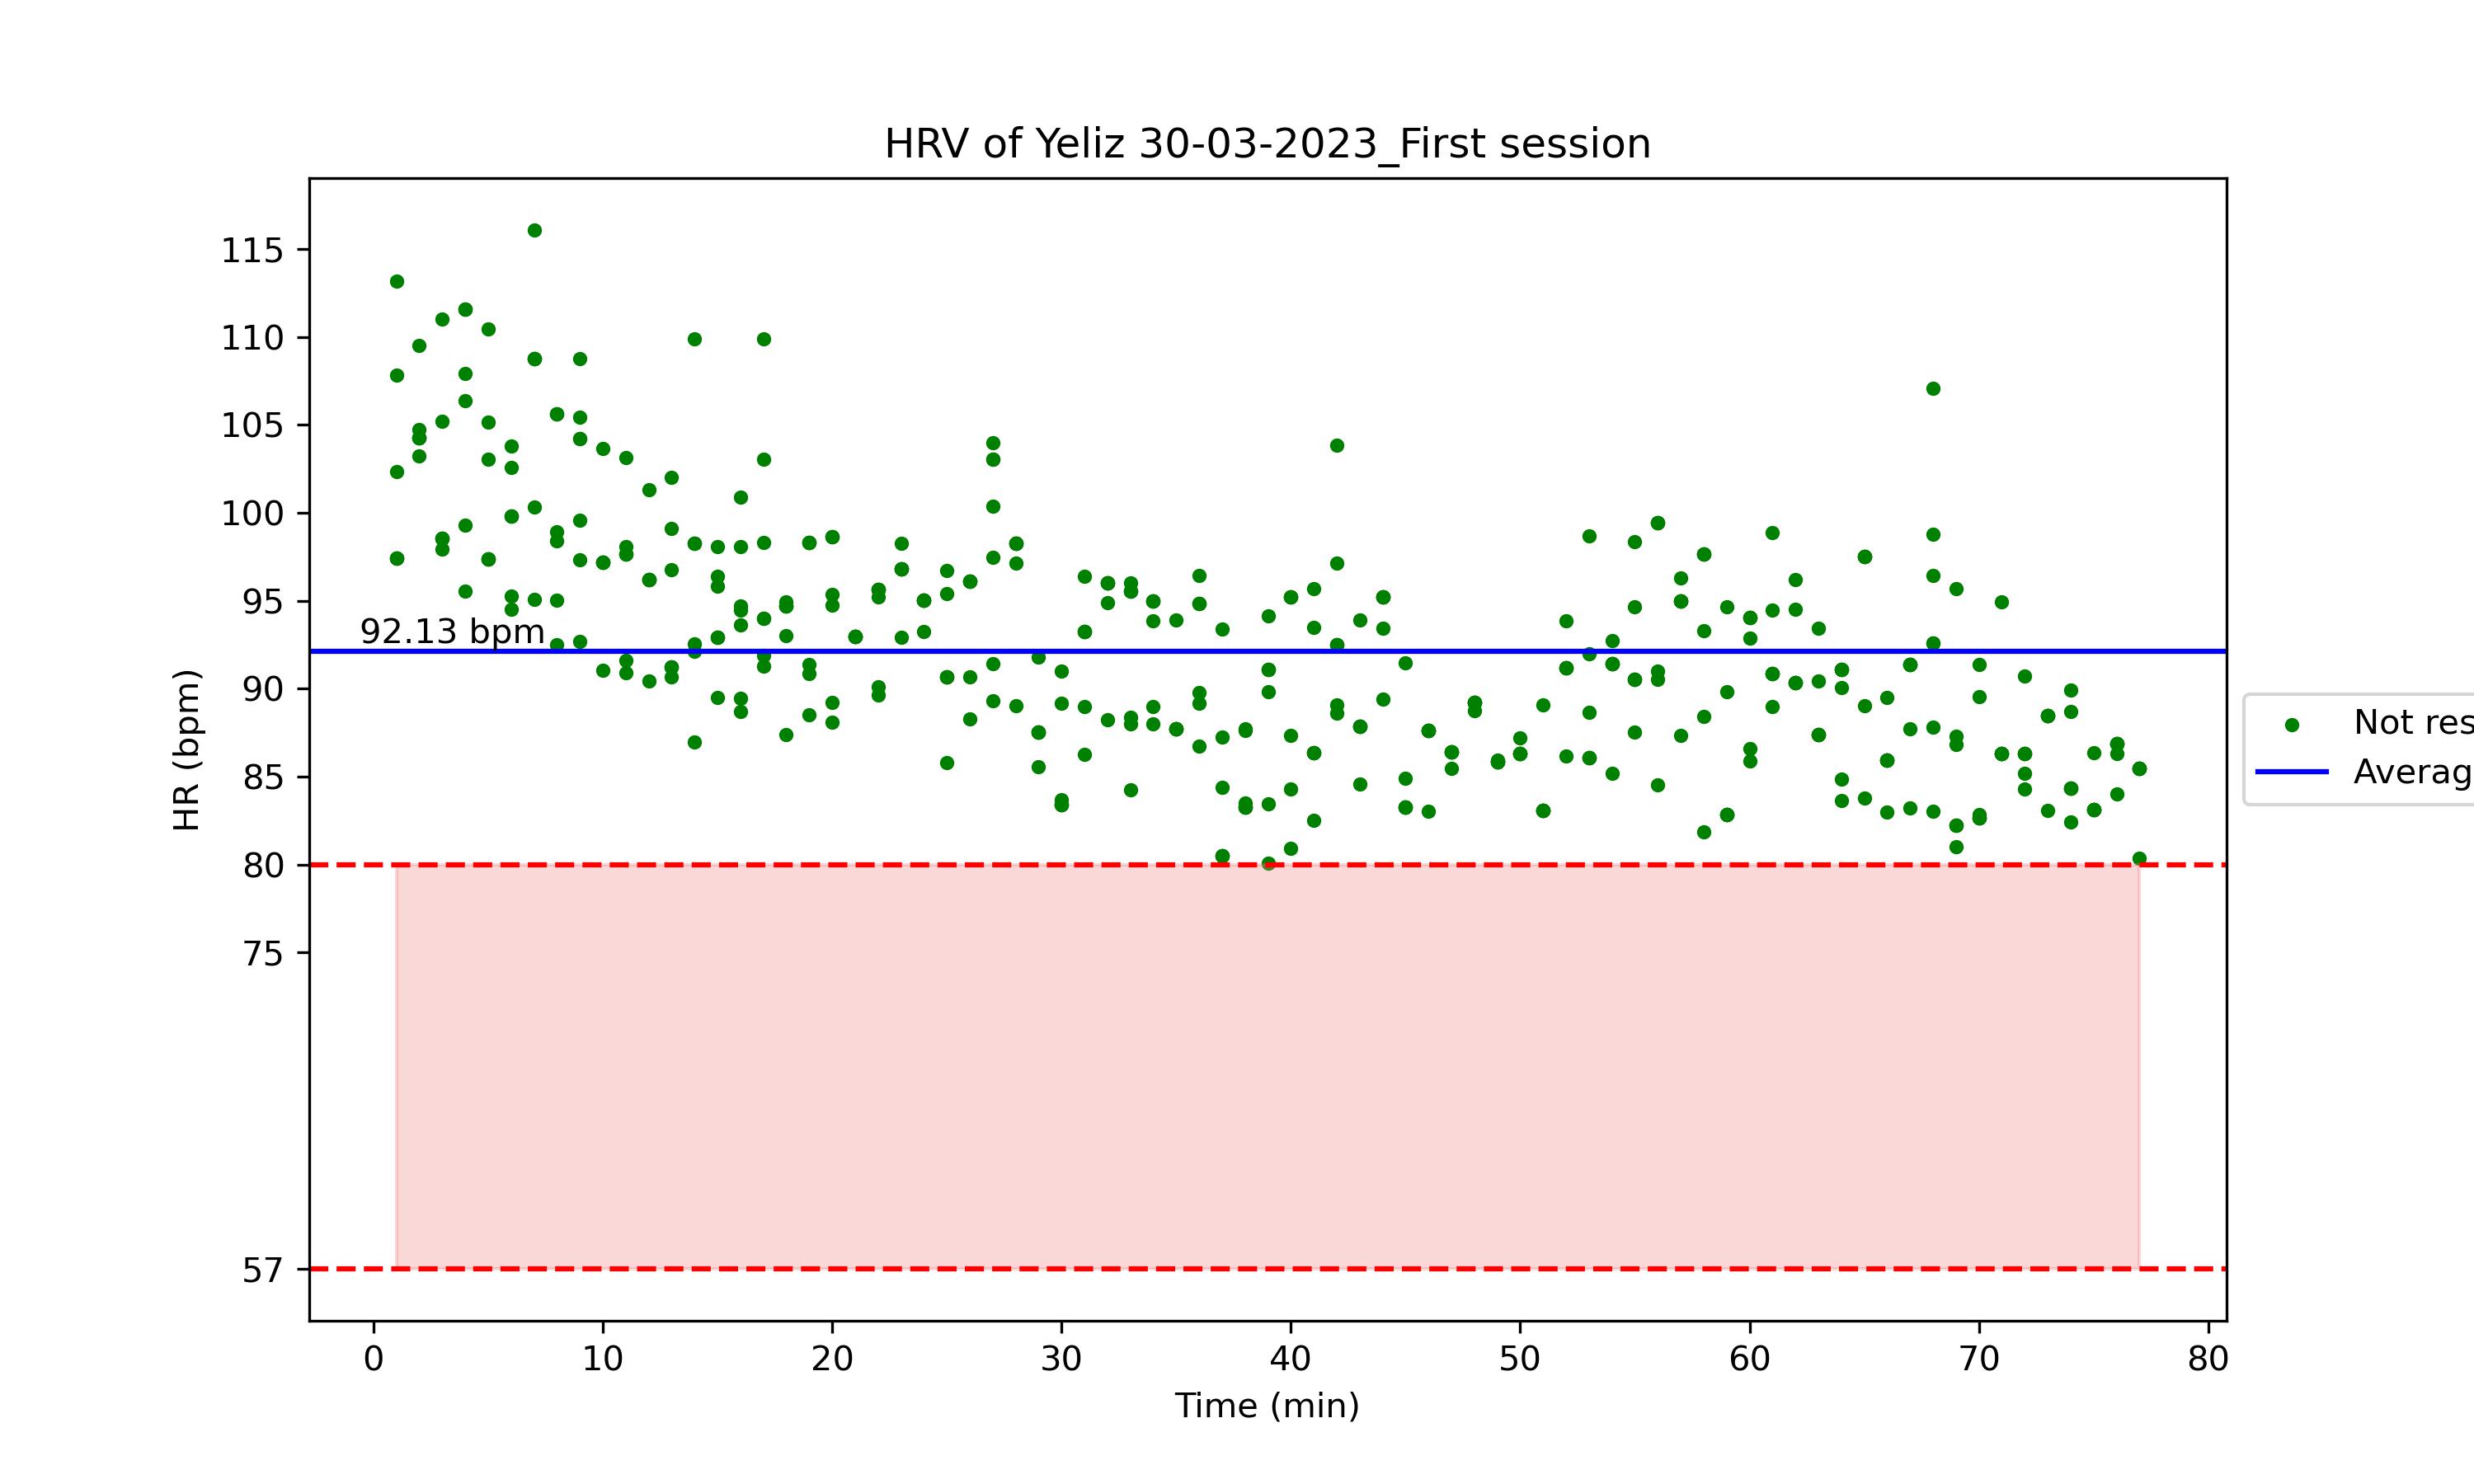 HRV of Yeliz 30-03-2023_First session
HR (bpm)
115
110
105
100
95
90
85
80
75
57
92.13 bpm
0 10 20 30 40 50 60 70 80
Time (min)
Not res
Averag